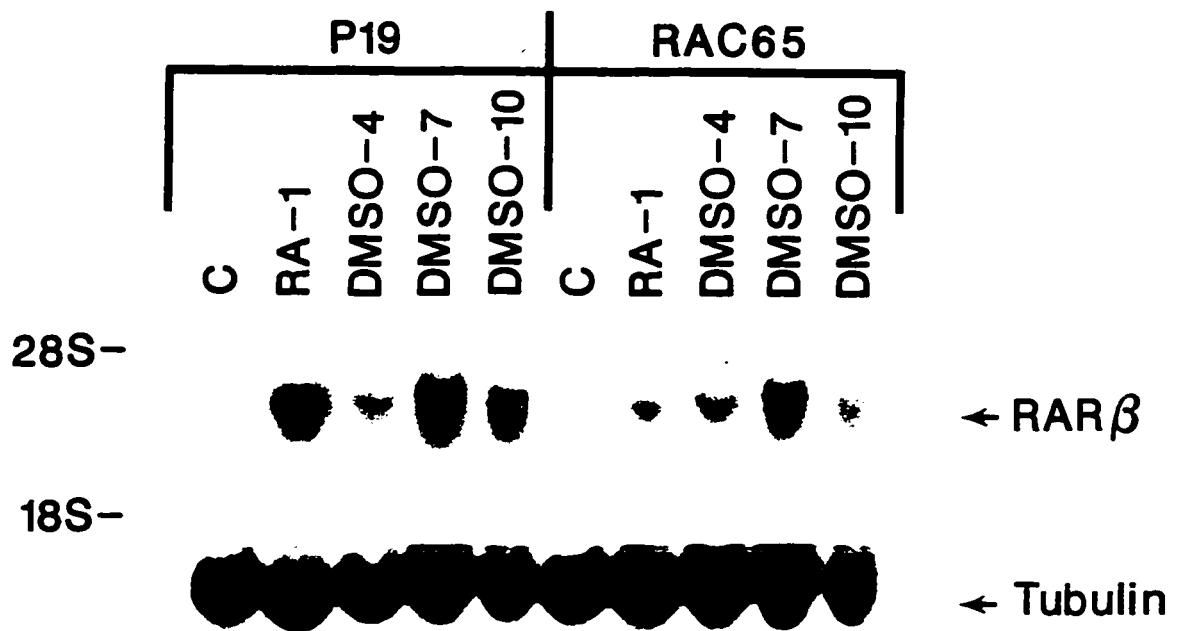 P19 RAC65
C RA-1 DMSO-4 DMSO-7 DMSO-10 C RA-1 DMSO-4 DMSO-7 DMSO-10
28S-
← RARβ
18S-
← Tubulin